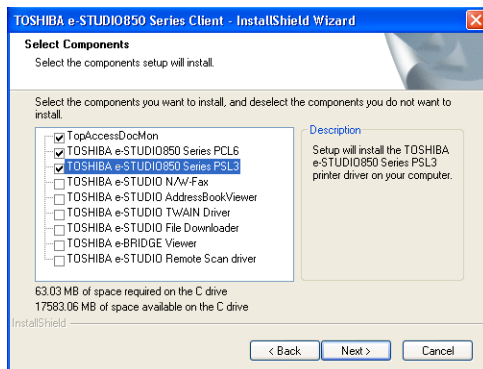 TOSHIBA e-STUDIO850 Series Client - InstallShield Wizard
Select Components
Select the components setup will install.
Select the components you want to install, and deselect the components you do not want to
install.
TopAccessDocMon
TOSHIBA e-STUDIO850 Series PCL6
TOSHIBA e-STUDIO850 Series PSL3
TOSHIBA e-STUDIO N/W-Fax
TOSHIBA e-STUDIO AddressBookViewer
TOSHIBA e-STUDIO TWAIN Driver
TOSHIBA e-STUDIO File Downloader
TOSHIBA e-BRIDGE Viewer
TOSHIBA e-STUDIO Remote Scan driver
Description
Setup will install the TOSHIBA
e-STUDIO850 Series PSL3
printer driver on your computer.
63.03 MB of space required on the C drive
17583.06 MB of space available on the C drive
InstallShield
< Back
Next >
Cancel